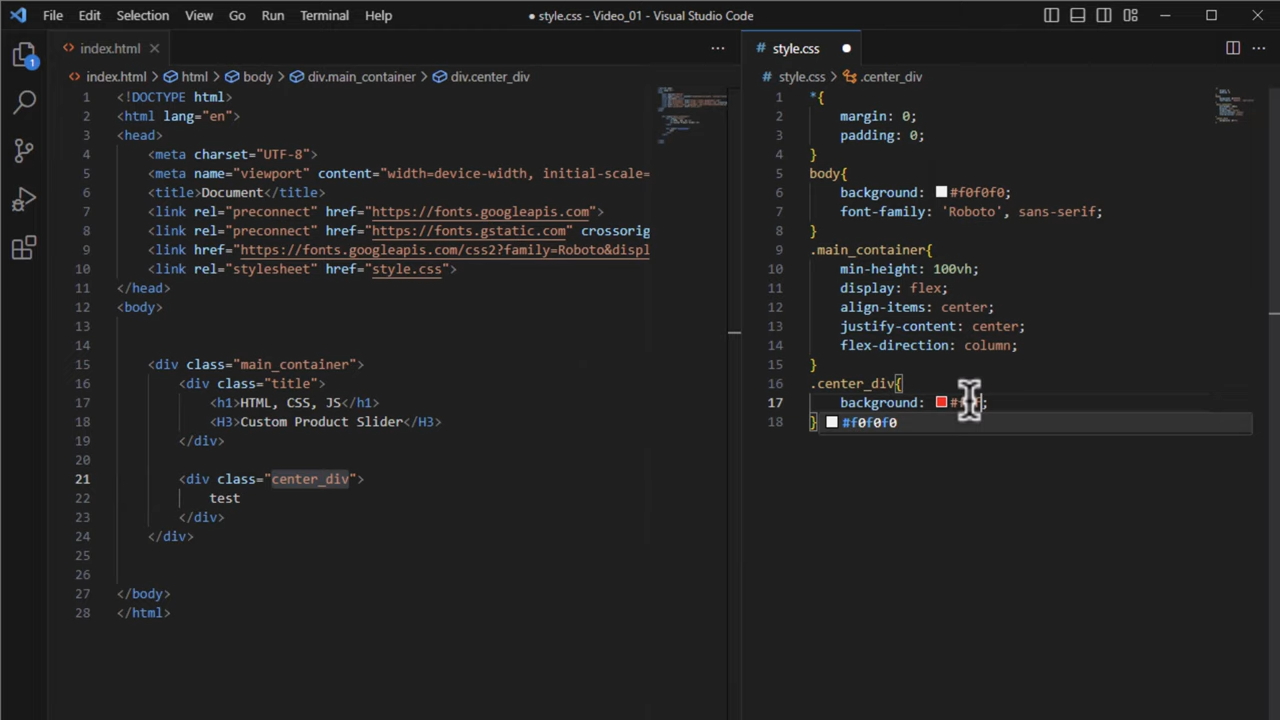 File Edit Selection View Go Run Terminal Help
● style.css - Video_01 - Visual Studio Code
index.html
index.html > html > body > div.main_container > div.center_div
1 <!DOCTYPE html>
2 <html lang="en">
3 <head>
4 <meta charset="UTF-8">
5 <meta name="viewport" content="width=device-width, initial-scale=
6 <title>Document</title>
7 <link rel="preconnect" href="https://fonts.googleapis.com">
8 <link rel="preconnect" href="https://fonts.gstatic.com" crossorig
9 <link href="https://fonts.googleapis.com/css2?family=Roboto&displ
10 <link rel="stylesheet" href="style.css">
11 </head>
12 <body>
13
14
15 <div class="main_container">
16 <div class="title">
17 <h1>HTML, CSS, JS</h1>
18 <H3>Custom Product Slider</H3>
19 </div>
20
21 <div class="center_div">
22 test
23 </div>
24 </div>
25
26
27 </body>
28 </html>
1
style.css
style.css > .center_div
1 *{
2 margin: 0;
3 padding: 0;
4 }
5 body{
6 background: #f0f0f0;
7 font-family: 'Roboto', sans-serif;
8 }
9 .main_container{
10 min-height: 100vh;
11 display: flex;
12 align-items: center;
13 justify-content: center;
14 flex-direction: column;
15 }
16 .center_div{
17 background:
18 }
#f0f0f0